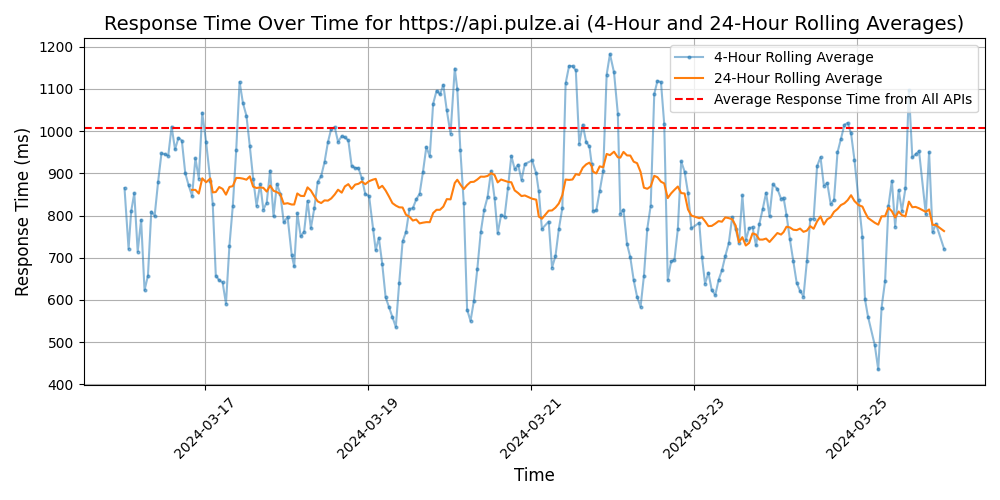 Response Time Over Time for https://api.pulze.ai (4-Hour and 24-Hour Rolling Averages)
4-Hour Rolling Average
24-Hour Rolling Average
Average Response Time from All APIs
Response Time (ms)
1200
1100
1000
900
800
700
600
500
400
2024-03-17
2024-03-19
2024-03-21
2024-03-23
2024-03-25
Time